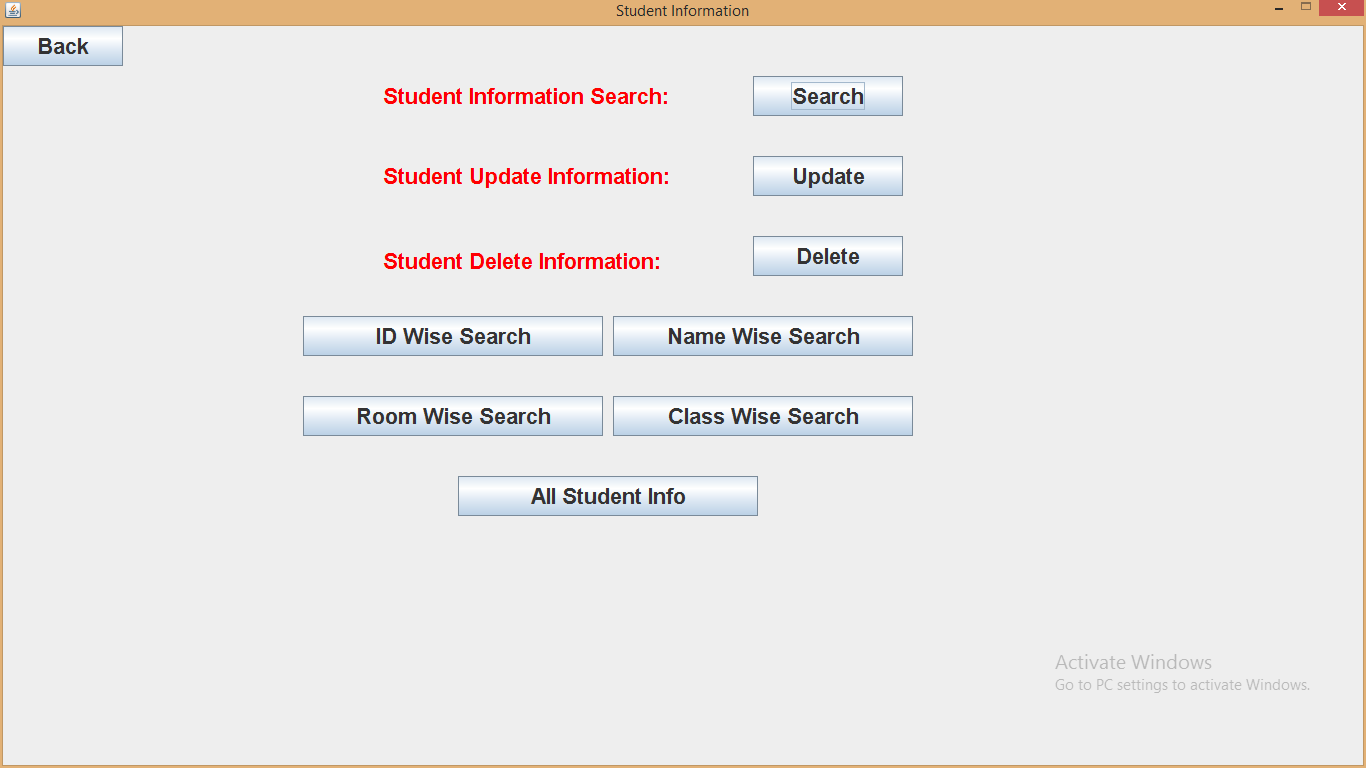 Student Information
Back
Student Information Search:
Search
Student Update Information:
Update
Student Delete Information:
Delete
ID Wise Search
Name Wise Search
Room Wise Search
Class Wise Search
All Student Info
Activate Windows
Go to PC settings to activate Windows.